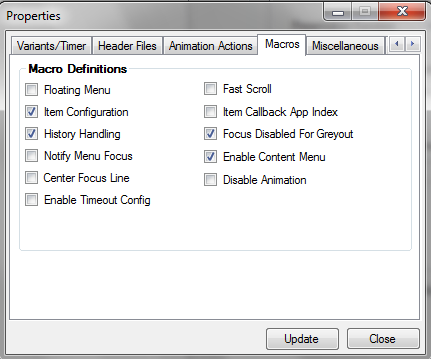 Properties
Variants/Timer Header Files Animation Actions Macros Miscellaneous
Macro Definitions
Floating Menu
Item Configuration
History Handling
Notify Menu Focus
Center Focus Line
Enable Timeout Config
Fast Scroll
Item Callback App Index
Focus Disabled For Greyout
Enable Content Menu
Disable Animation
Update Close